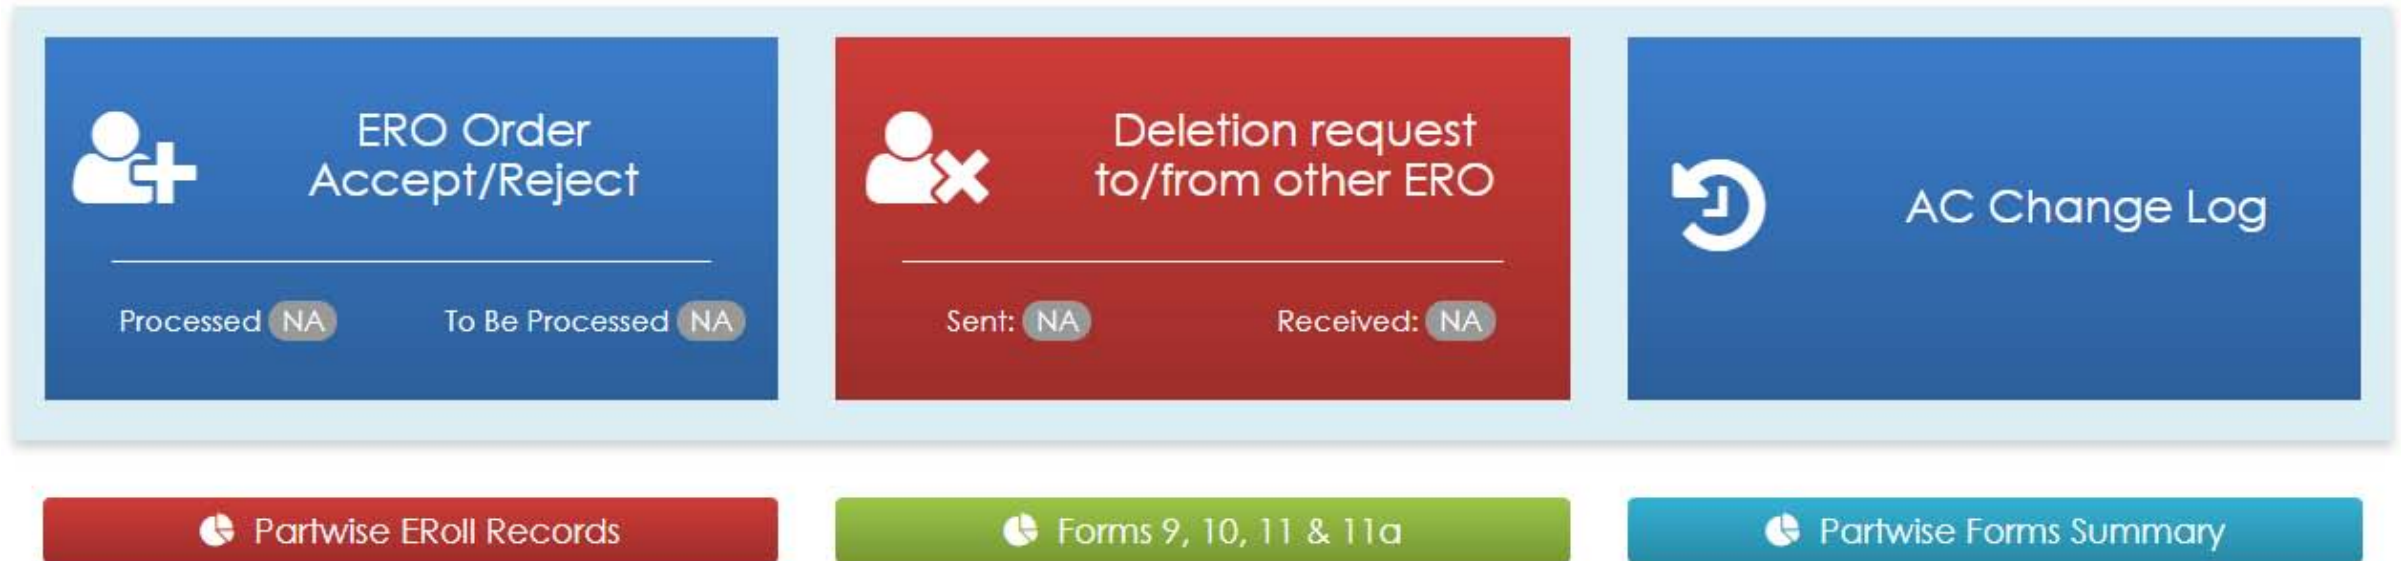 ERO Order
Accept/Reject
Processed NA To Be Processed NA
Deletion request
to/from other ERO
Sent: NA Received: NA
AC Change Log
Partwise ERoll Records
Forms 9, 10, 11 & 11a
Partwise Forms Summary